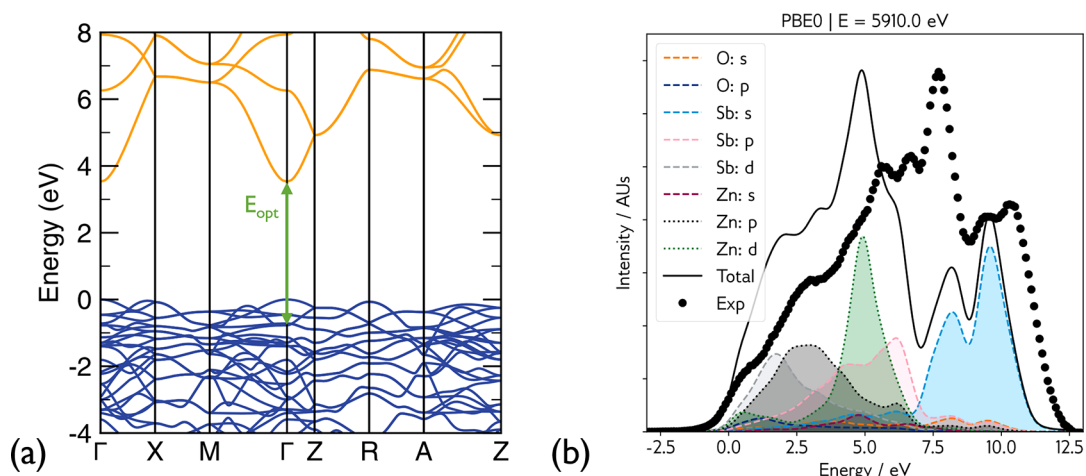 (a)
Energy (eV)
8
6
4
2
0
-2
-4
E_opt
Γ X M Γ Z R A Z
(b)
PBE0 | E = 5910.0 eV
Intensity / AUs
O: s
O: p
Sb: s
Sb: p
Sb: d
Zn: s
Zn: p
Zn: d
Total
Exp
−2.5 0.0 2.5 5.0 7.5 10.0 12.5
Energy / eV